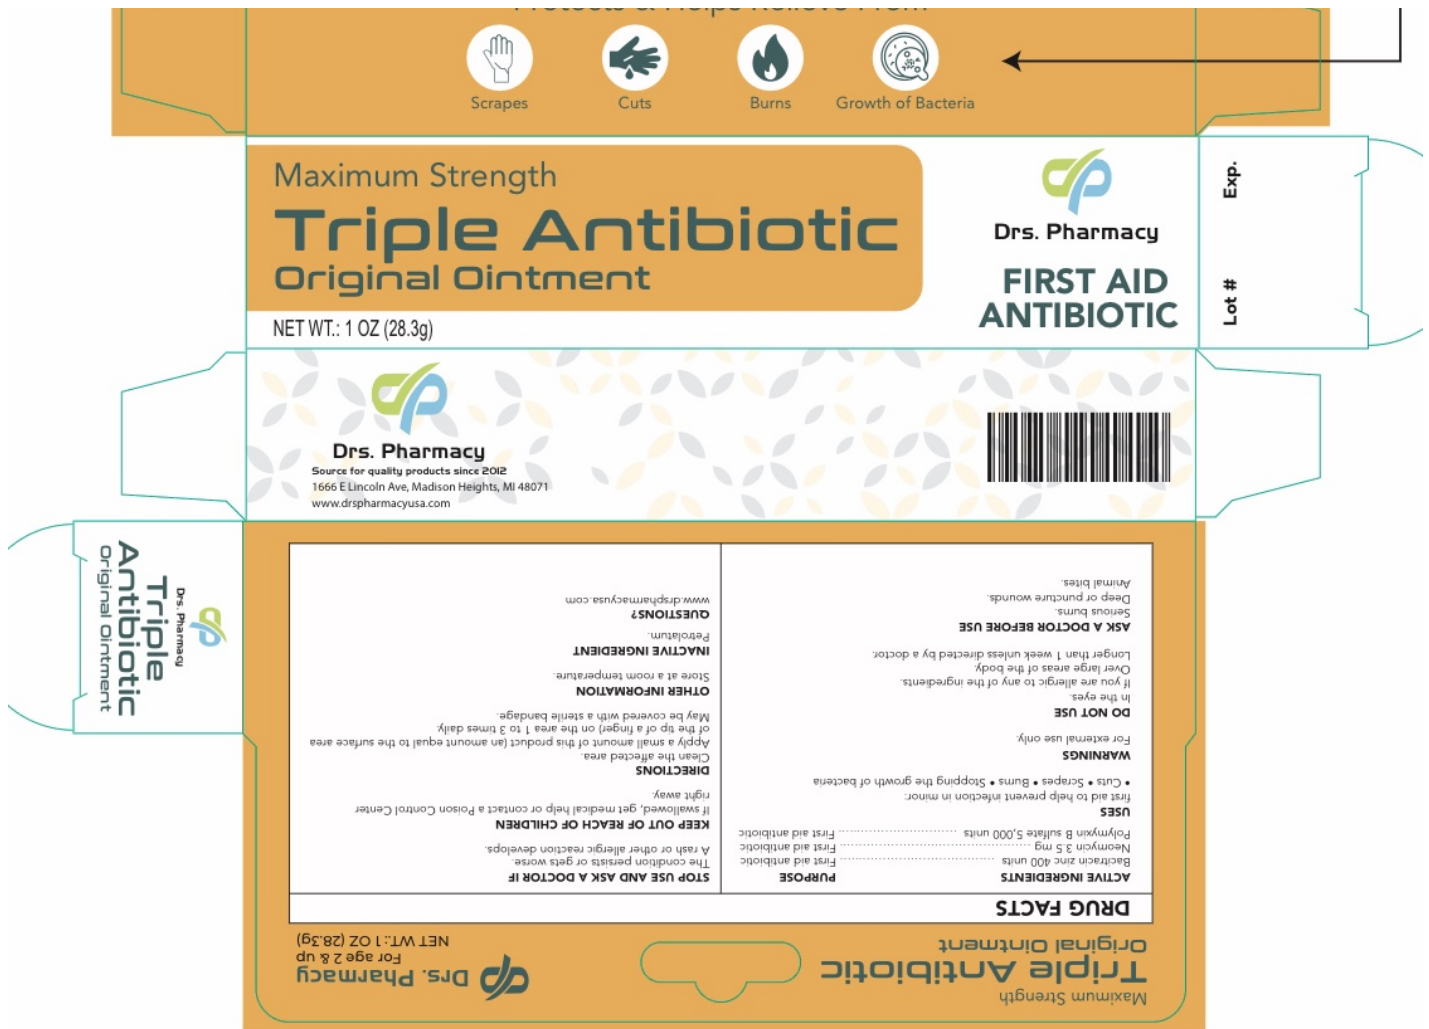 Protects & Helps Relieve From
Scrapes
Cuts
Burns
Growth of Bacteria
Maximum Strength
Triple Antibiotic
Original Ointment
NET WT.: 1 OZ (28.3g)
Drs. Pharmacy
FIRST AID
ANTIBIOTIC
Lot #
Exp.
Drs. Pharmacy
Source for quality products since 2012
1666 E Lincoln Ave, Madison Heights, MI 48071
www.drspharmacyusa.com
Drs. Pharmacy
Triple
Antibiotic
Original Ointment
Maximum Strength
Triple Antibiotic
Original Ointment
Drs. Pharmacy
For age 2 & up
NET WT.: 1 OZ (28.3g)
DRUG FACTS
ACTIVE INGREDIENTS PURPOSE
Bacitracin zinc 400 units ........................................ First aid antibiotic
Neomycin 3.5 mg .................................................. First aid antibiotic
Polymyxin B sulfate 5,000 units ............................... First aid antibiotic
USES
first aid to help prevent infection in minor:
• Cuts • Scrapes • Burns • Stopping the growth of bacteria
WARNINGS
For external use only.
DO NOT USE
In the eyes.
If you are allergic to any of the ingredients.
Over large areas of the body.
Longer than 1 week unless directed by a doctor.
ASK A DOCTOR BEFORE USE
Serious burns.
Deep or puncture wounds.
Animal bites.
STOP USE AND ASK A DOCTOR IF
The condition persists or gets worse.
A rash or other allergic reaction develops.
KEEP OUT OF REACH OF CHILDREN
If swallowed, get medical help or contact a Poison Control Center
right away.
DIRECTIONS
Clean the affected area.
Apply a small amount of this product (an amount equal to the surface area
of the tip of a finger) on the area 1 to 3 times daily.
May be covered with a sterile bandage.
OTHER INFORMATION
Store at a room temperature.
INACTIVE INGREDIENT
Petrolatum.
QUESTIONS?
www.drspharmacyusa.com